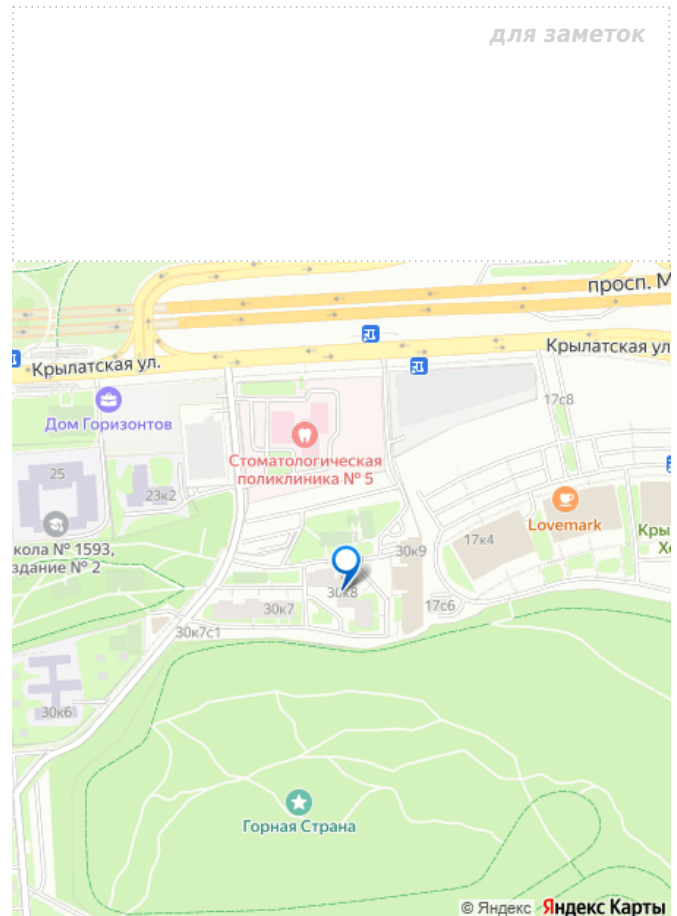 для заметок
просп. М
Крылатская ул.
Крылатская ул
Дом Горизонтов
17с8
Стоматологическая
поликлиника № 5
25
23к2
Lovemark
17к4
Кры
Хо
кола № 1593,
здание № 2
30к9
30к8
30к7
17с6
30к7с1
30к6
Горная Страна
© Яндекс Яндекс Карты